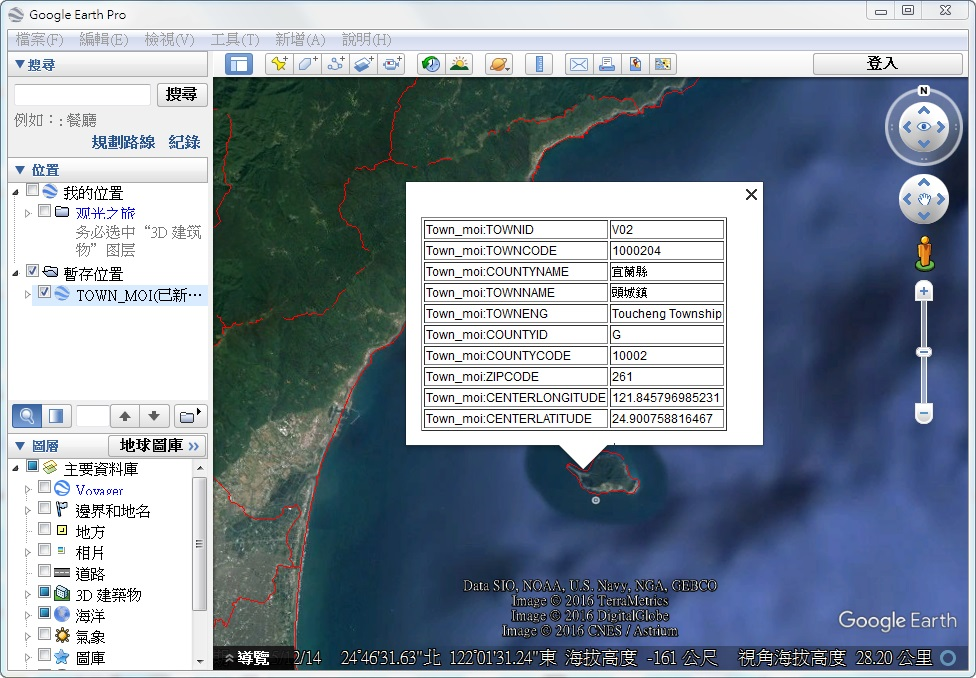 Google Earth Pro
檔案(F) 編輯(E) 檢視(V) 工具(T) 新增(A) 說明(H)
搜尋
登入
搜尋
例如：: 餐廳
規劃路線 紀錄
位置
我的位置
观光之旅
务必选中“3D 建筑
物”图层
暫存位置
TOWN_MOI(已新…
圖層
地球圖庫 »
主要資料庫
Voyager
邊界和地名
地方
相片
道路
3D 建築物
海洋
氣象
圖庫
N
Town_moi:TOWNID V02
Town_moi:TOWNCODE 1000204
Town_moi:COUNTYNAME 宜蘭縣
Town_moi:TOWNNAME 頭城鎮
Town_moi:TOWNENG Toucheng Township
Town_moi:COUNTYID G
Town_moi:COUNTYCODE 10002
Town_moi:ZIPCODE 261
Town_moi:CENTERLONGITUDE 121.845796985231
Town_moi:CENTERLATITUDE 24.900758816467
Data SIO, NOAA, U.S. Navy, NGA, GEBCO
Image © 2016 TerraMetrics
Image © 2016 DigitalGlobe
Image © 2016 CNES / Astrium
Google Earth
導覽 2/14 24°46'31.63"北 122°01'31.24"東 海拔高度 -161 公尺 視角海拔高度 28.20 公里